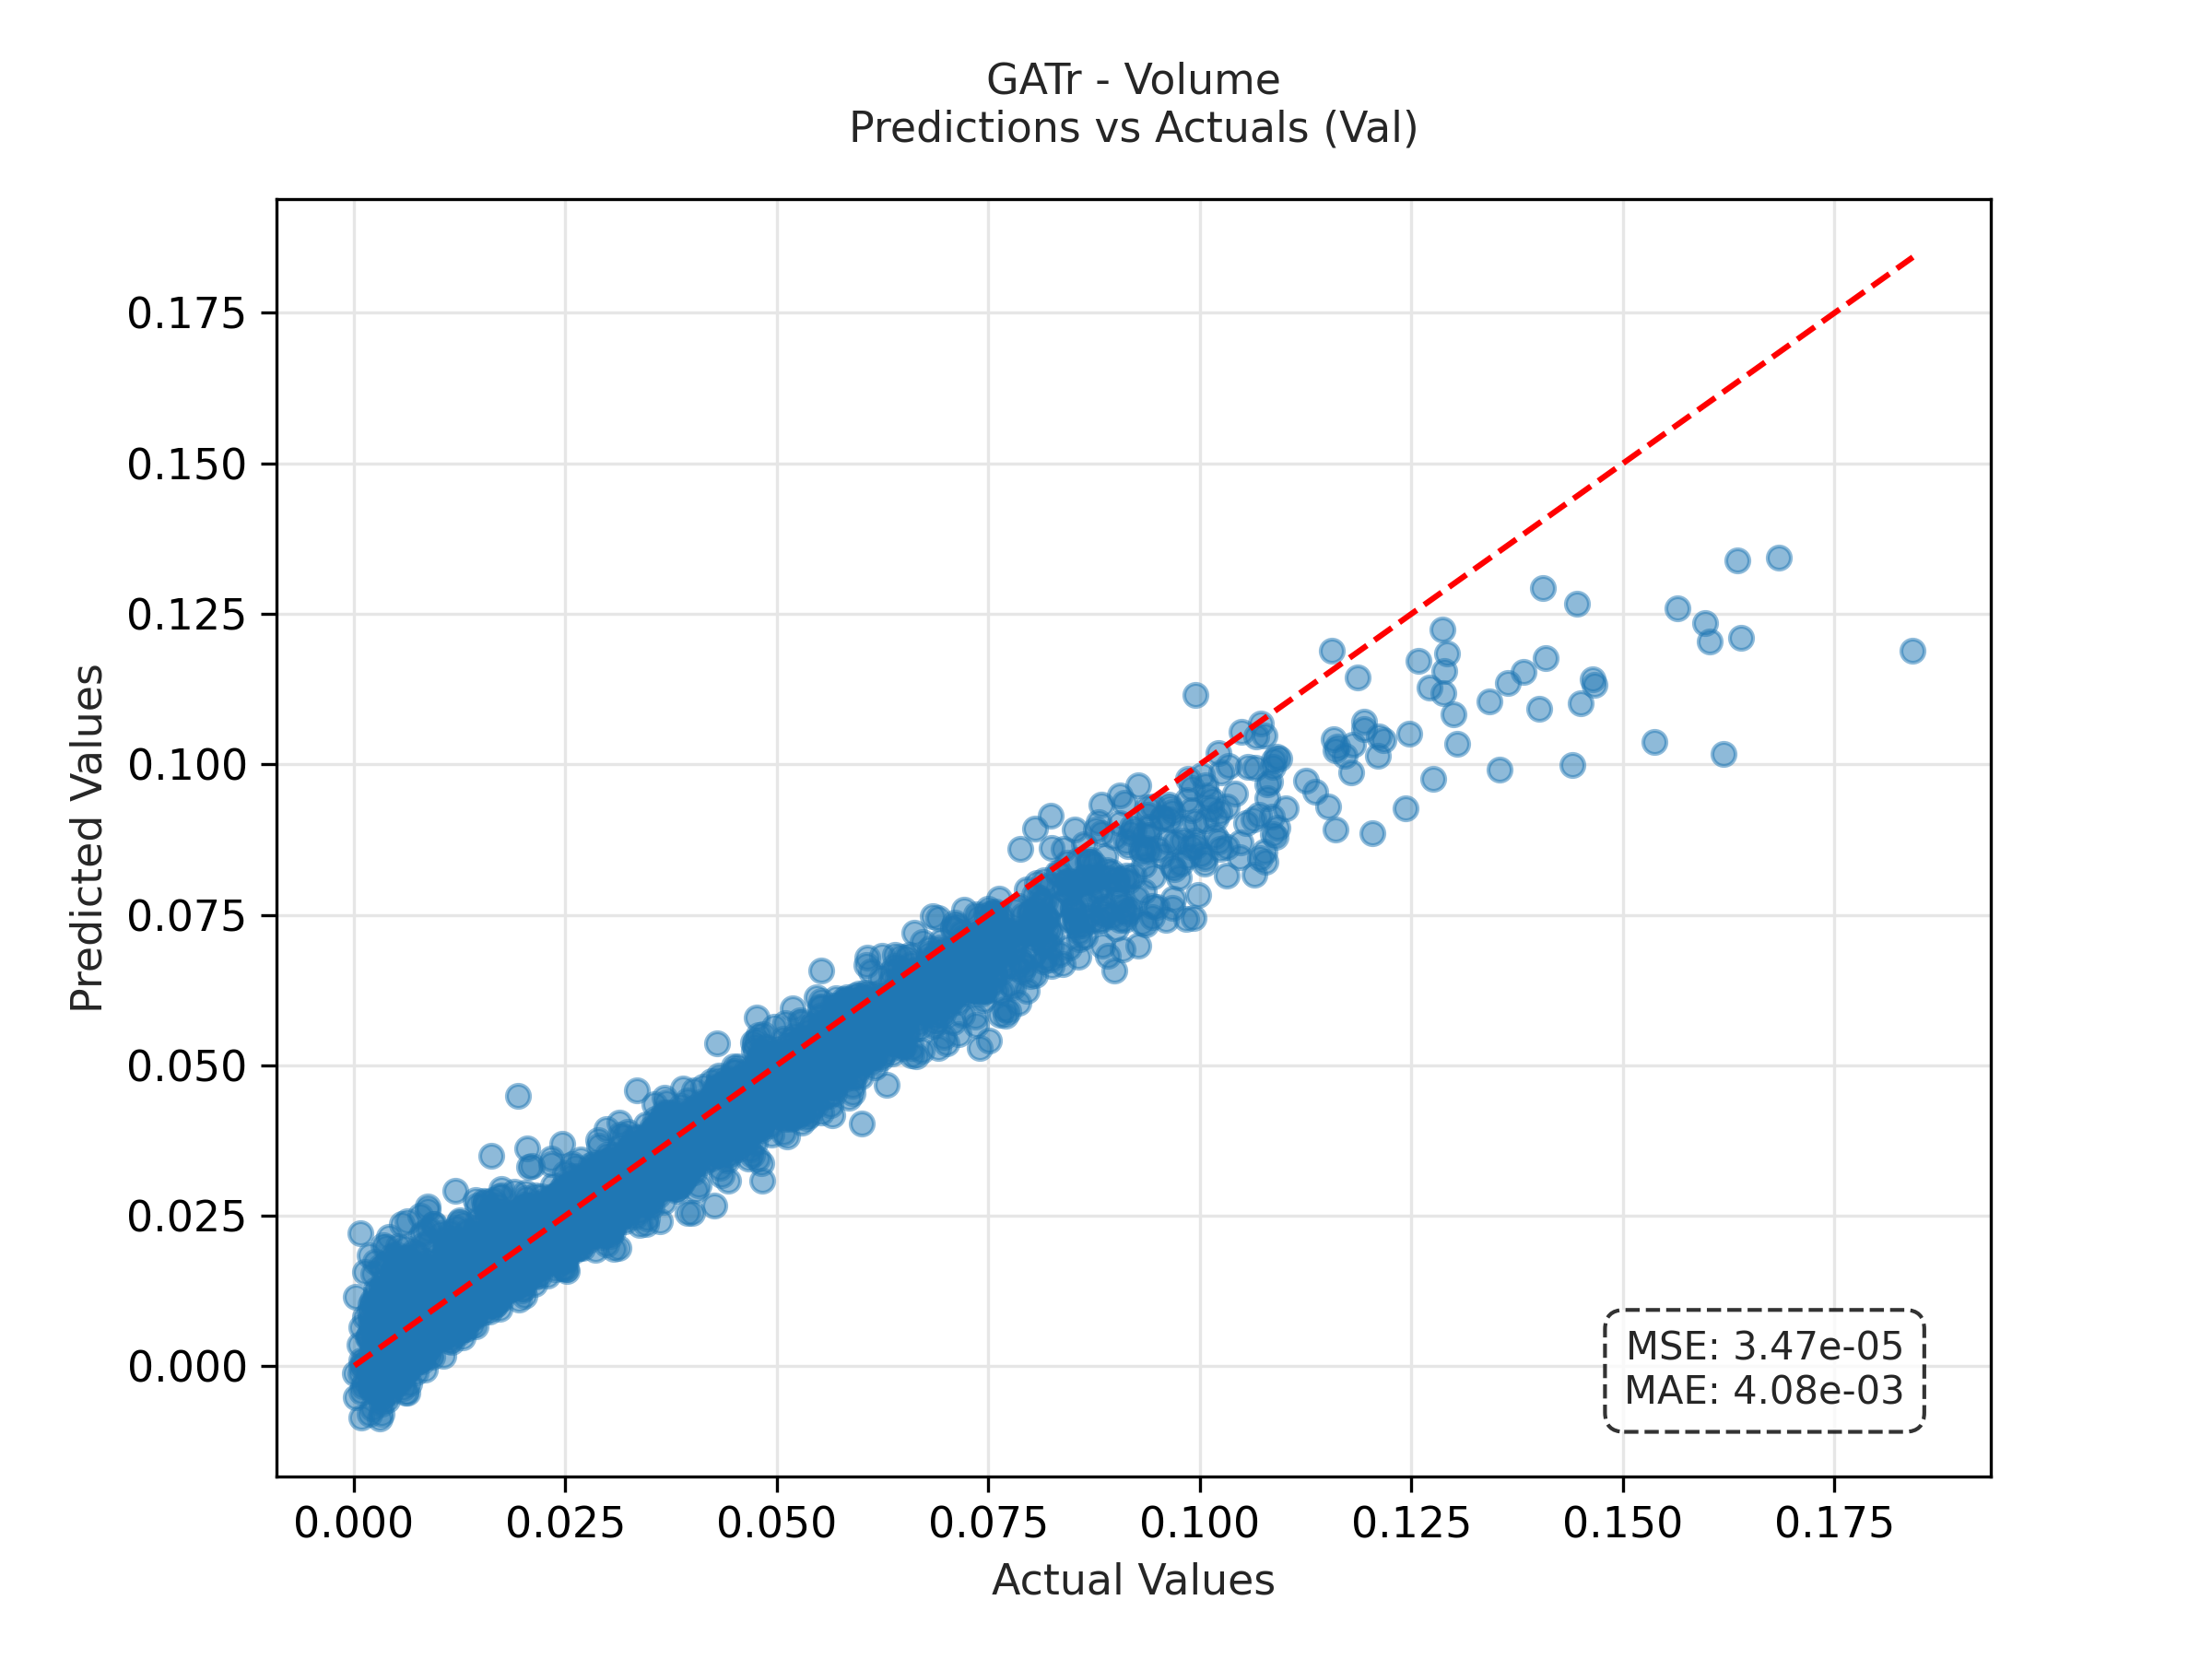 GATr - Volume
Predictions vs Actuals (Val)
Predicted Values
0.175
0.150
0.125
0.100
0.075
0.050
0.025
0.000
MSE: 3.47e-05
MAE: 4.08e-03
0.000 0.025 0.050 0.075 0.100 0.125 0.150 0.175
Actual Values